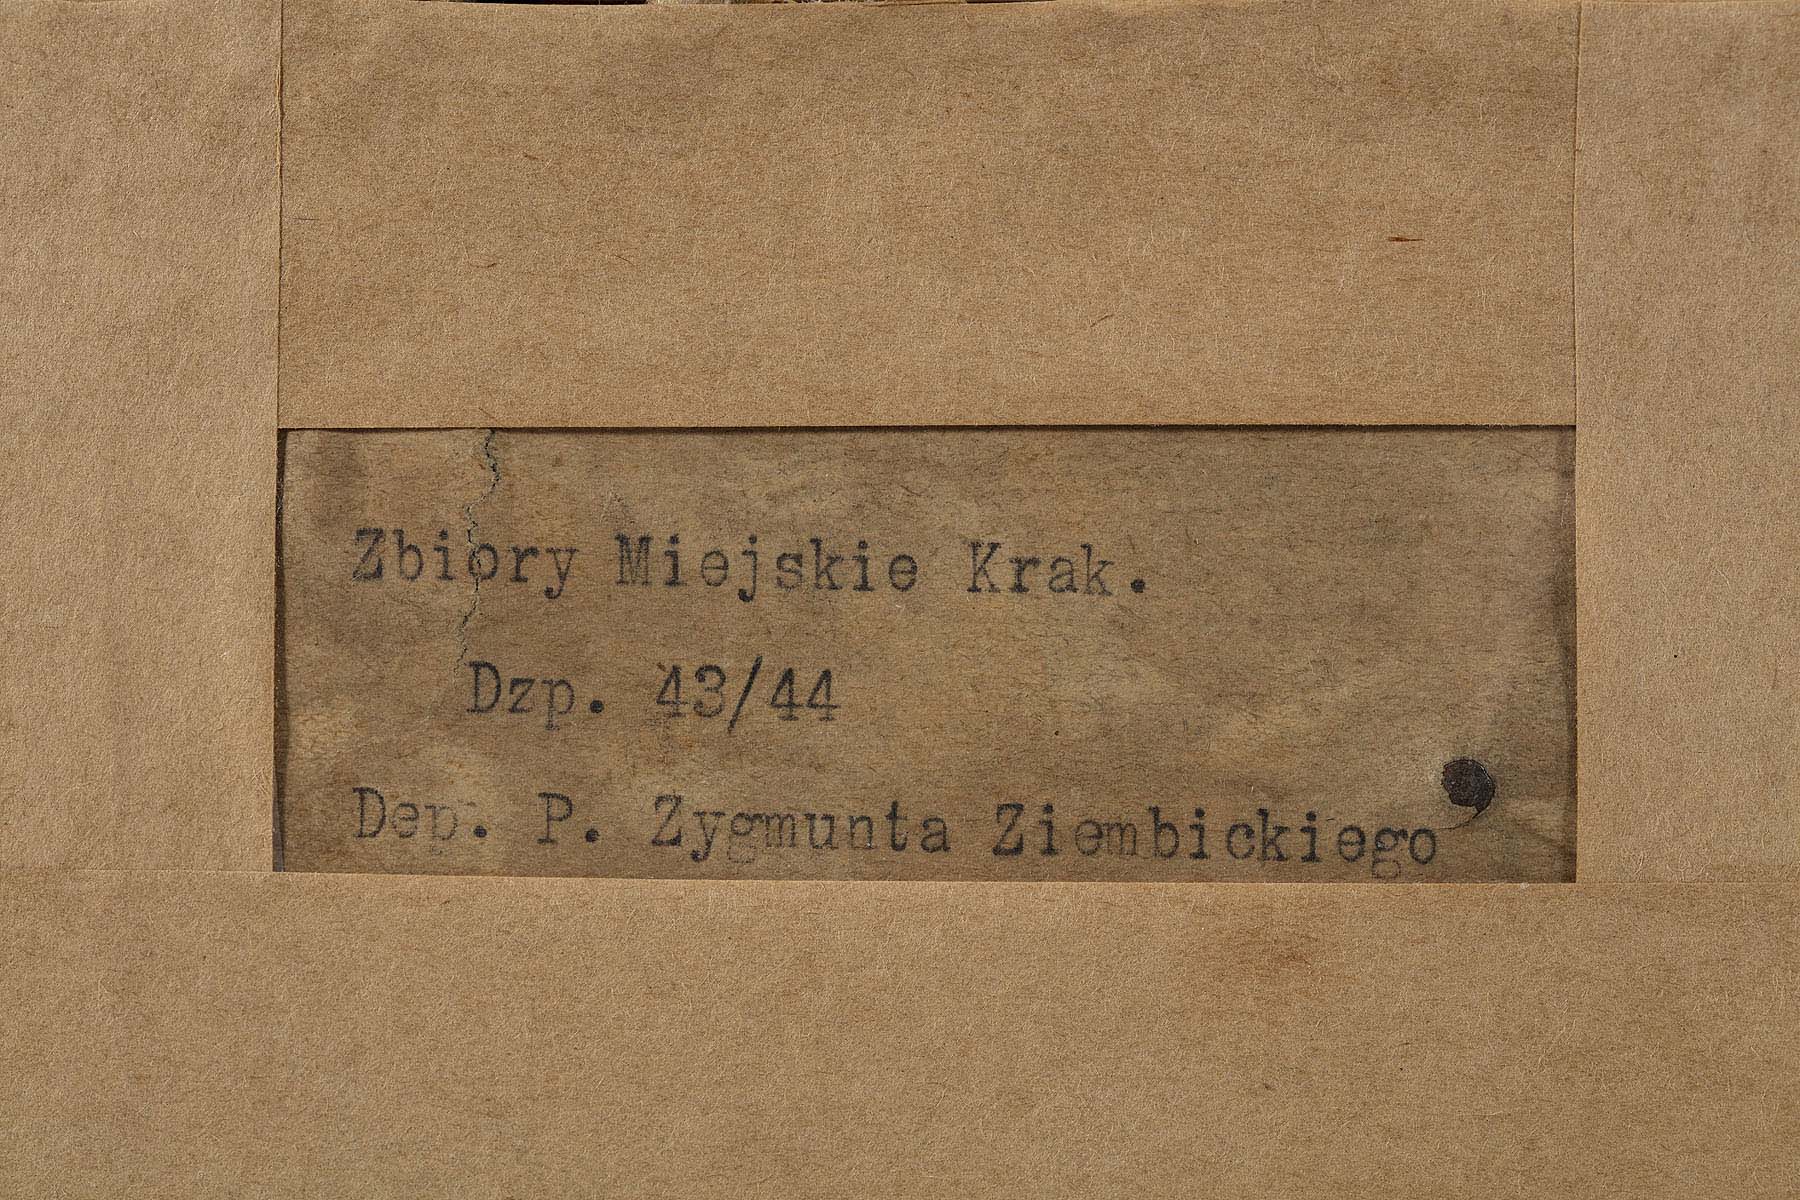 Zbiory Miejskie Krak.
Dzp. 43/44
Dep. P. Zygmunta Ziembickiego